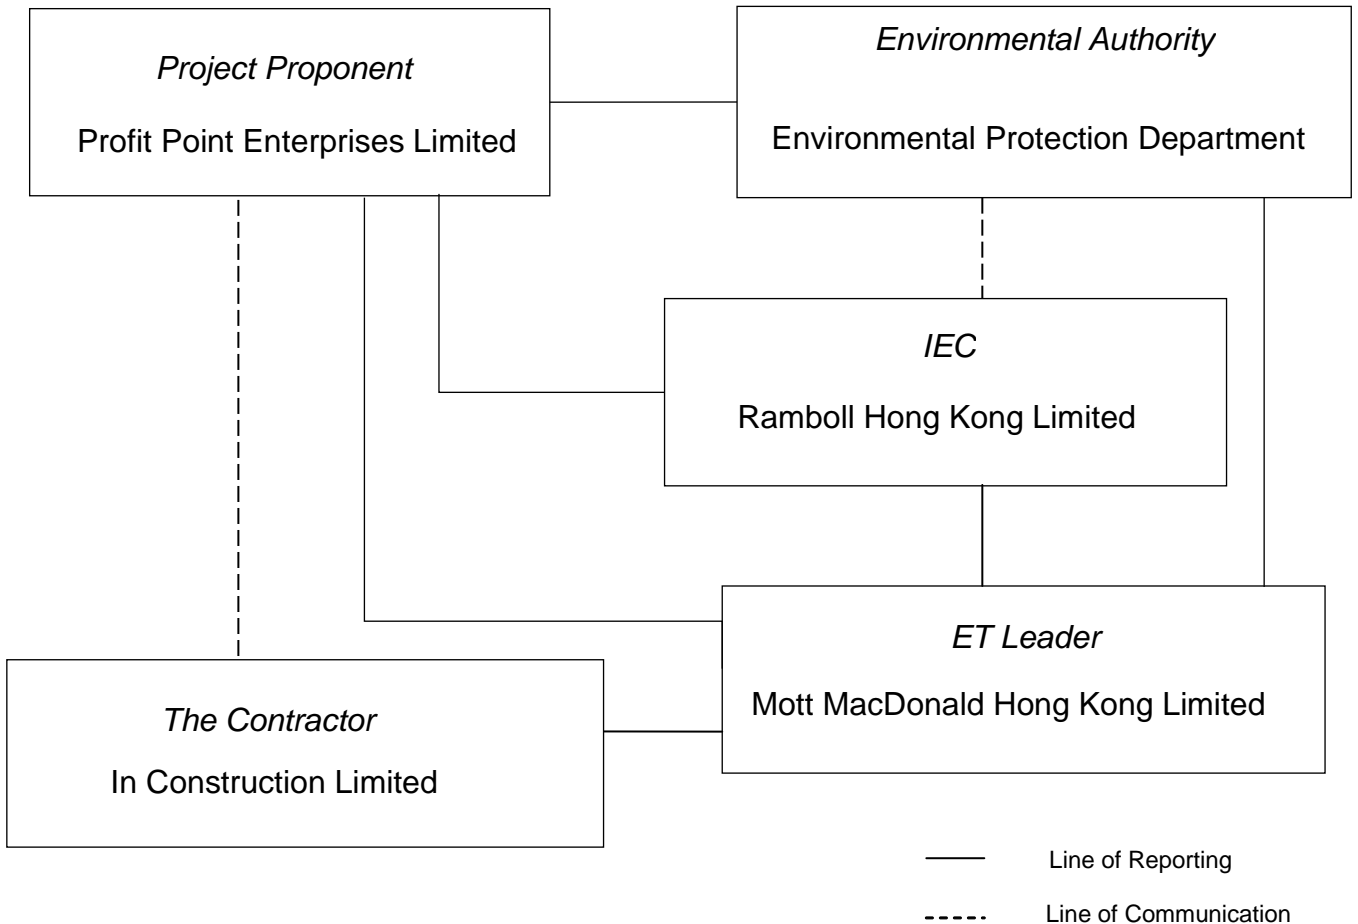 Project Proponent
Profit Point Enterprises Limited
Environmental Authority
Environmental Protection Department
IEC
Ramboll Hong Kong Limited
ET Leader
Mott MacDonald Hong Kong Limited
The Contractor
In Construction Limited
Line of Reporting
Line of Communication